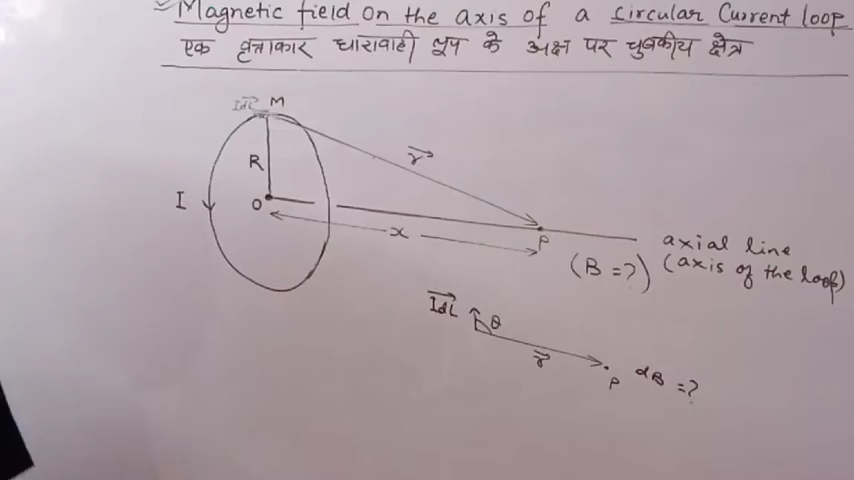 Magnetic field on the axis of a circular Current loop
एक वृत्ताकार धारावाही लूप के अक्ष पर चुबकीय क्षेत्र
Idl M
r
R
I
O
x
P
axial line
(B = ?) (axis of the loop)
Idl θ
r
P dB = ?